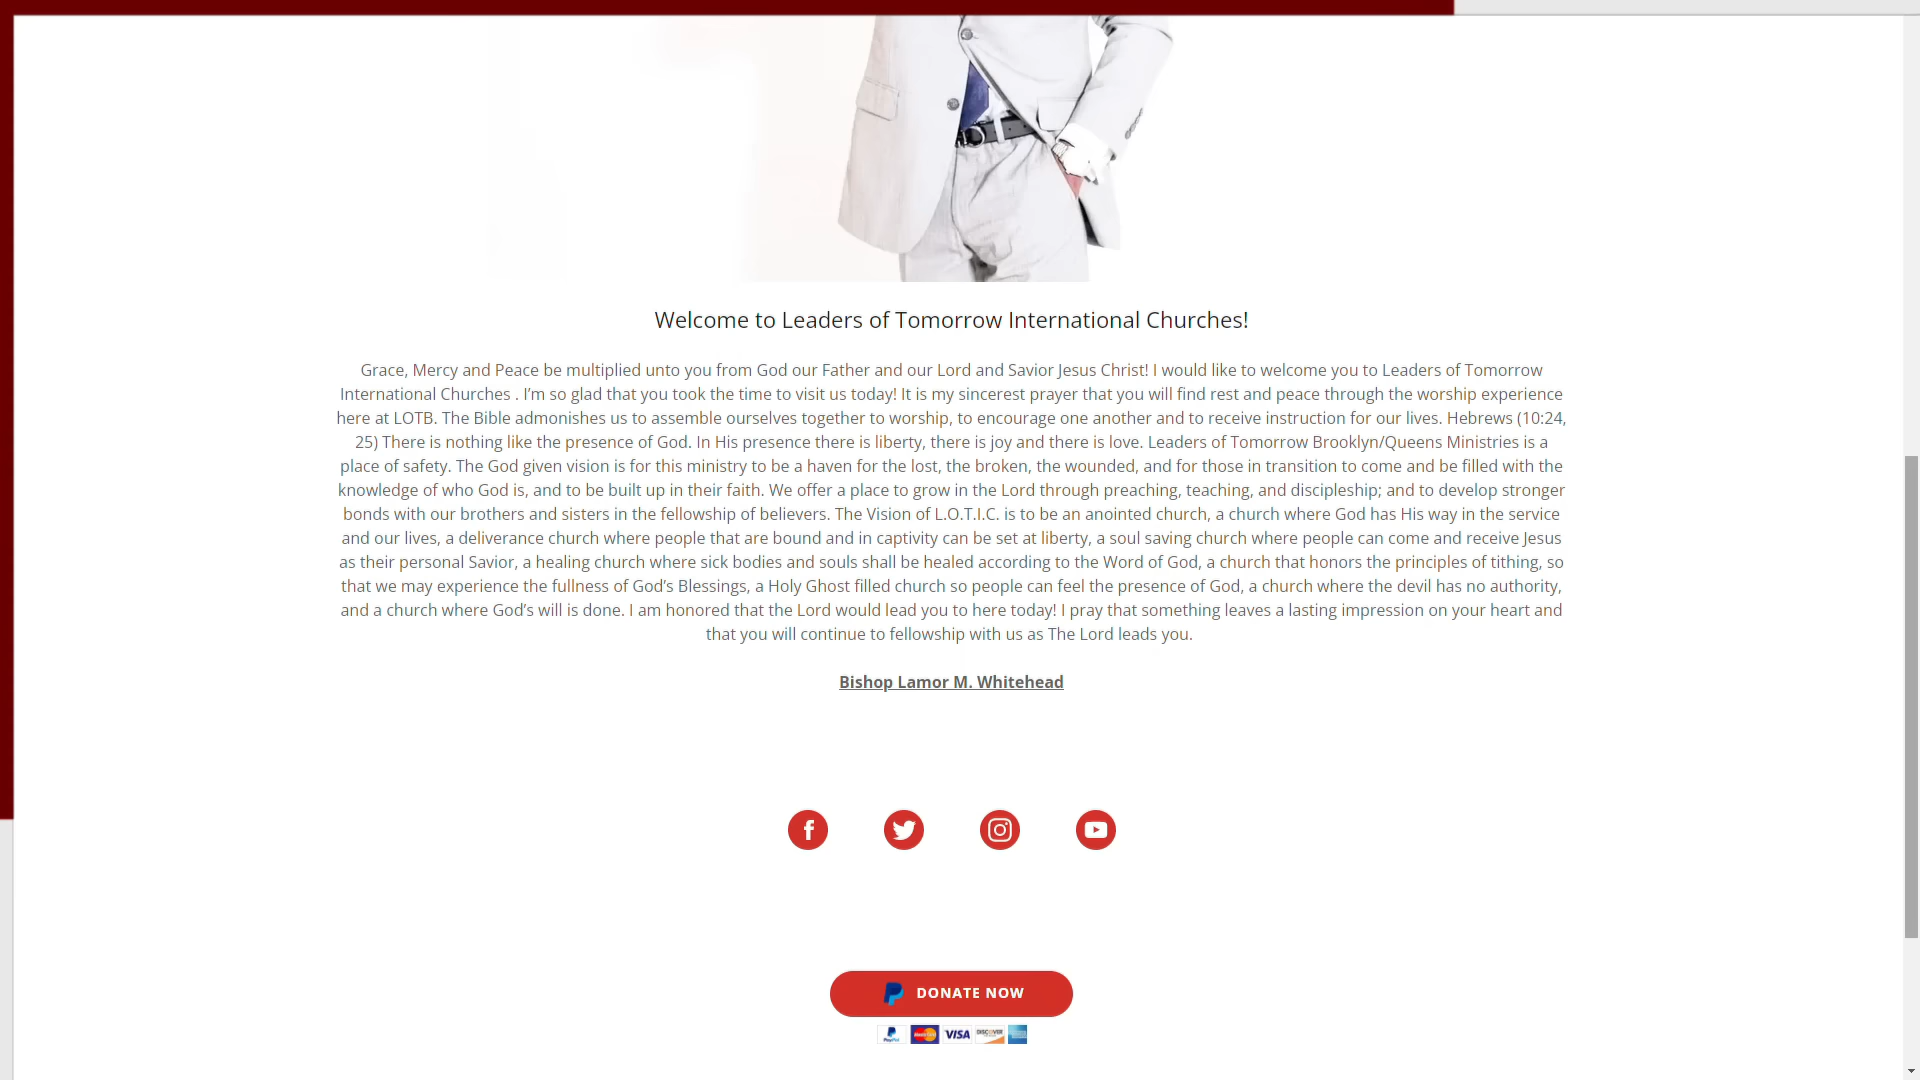 Welcome to Leaders of Tomorrow International Churches!
Grace, Mercy and Peace be multiplied unto you from God our Father and our Lord and Savior Jesus Christ! I would like to welcome you to Leaders of Tomorrow
International Churches . I’m so glad that you took the time to visit us today! It is my sincerest prayer that you will find rest and peace through the worship experience
here at LOTB. The Bible admonishes us to assemble ourselves together to worship, to encourage one another and to receive instruction for our lives. Hebrews (10:24,
25) There is nothing like the presence of God. In His presence there is liberty, there is joy and there is love. Leaders of Tomorrow Brooklyn/Queens Ministries is a
place of safety. The God given vision is for this ministry to be a haven for the lost, the broken, the wounded, and for those in transition to come and be filled with the
knowledge of who God is, and to be built up in their faith. We offer a place to grow in the Lord through preaching, teaching, and discipleship; and to develop stronger
bonds with our brothers and sisters in the fellowship of believers. The Vision of L.O.T.I.C. is to be an anointed church, a church where God has His way in the service
and our lives, a deliverance church where people that are bound and in captivity can be set at liberty, a soul saving church where people can come and receive Jesus
as their personal Savior, a healing church where sick bodies and souls shall be healed according to the Word of God, a church that honors the principles of tithing, so
that we may experience the fullness of God’s Blessings, a Holy Ghost filled church so people can feel the presence of God, a church where the devil has no authority,
and a church where God’s will is done. I am honored that the Lord would lead you to here today! I pray that something leaves a lasting impression on your heart and
that you will continue to fellowship with us as The Lord leads you.
Bishop Lamor M. Whitehead
DONATE NOW
PayPal MasterCard VISA DISCOVER